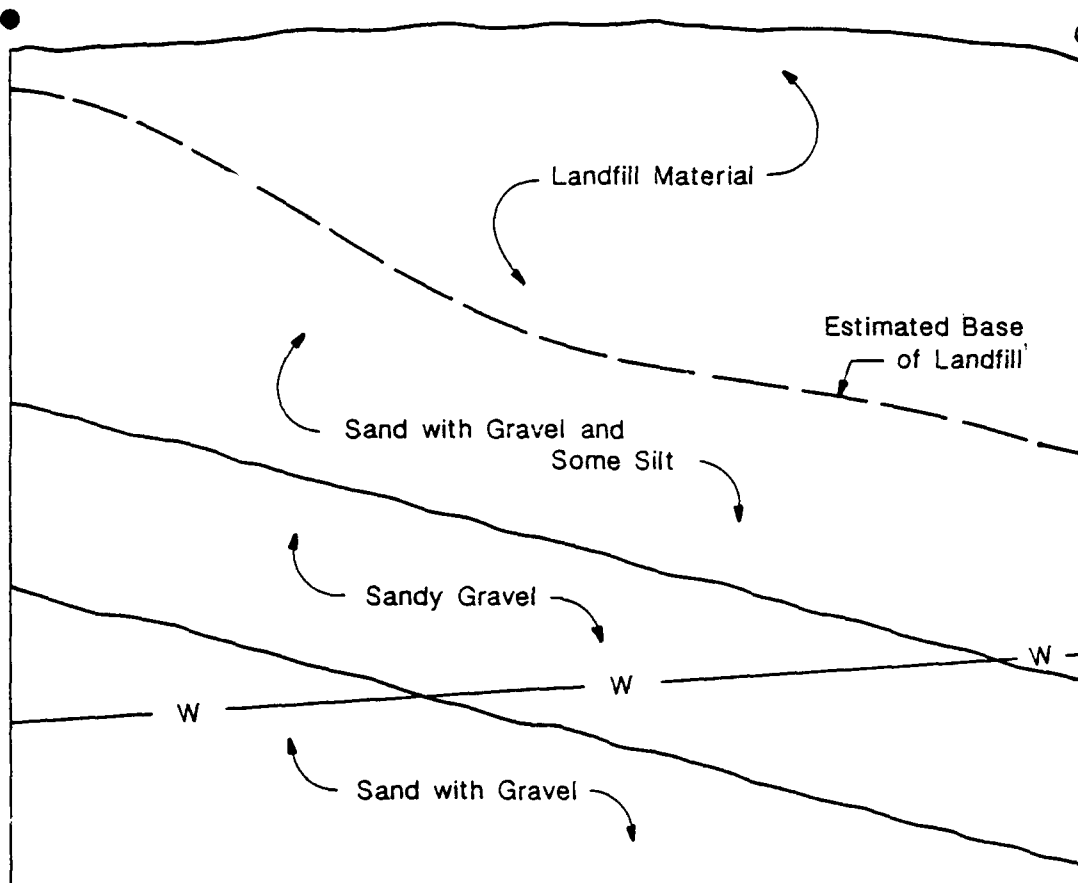 Landfill Material
Estimated Base
of Landfill
Sand with Gravel and
Some Silt
Sandy Gravel
W
W
W
Sand with Gravel